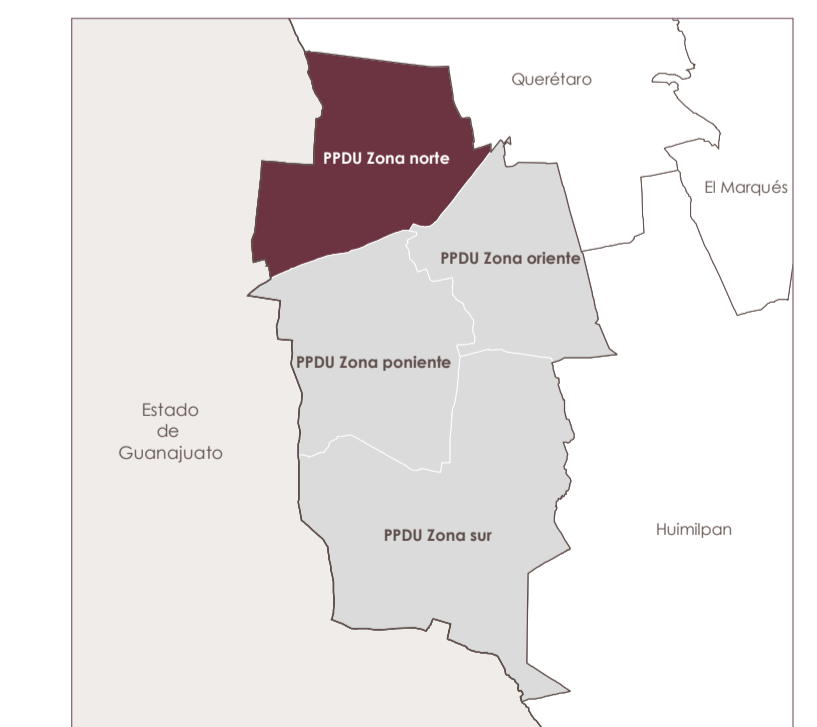 Querétaro
PPDU Zona norte
El Marqués
PPDU Zona oriente
PPDU Zona poniente
Estado
de
Guanajuato
Huimilpan
PPDU Zona sur